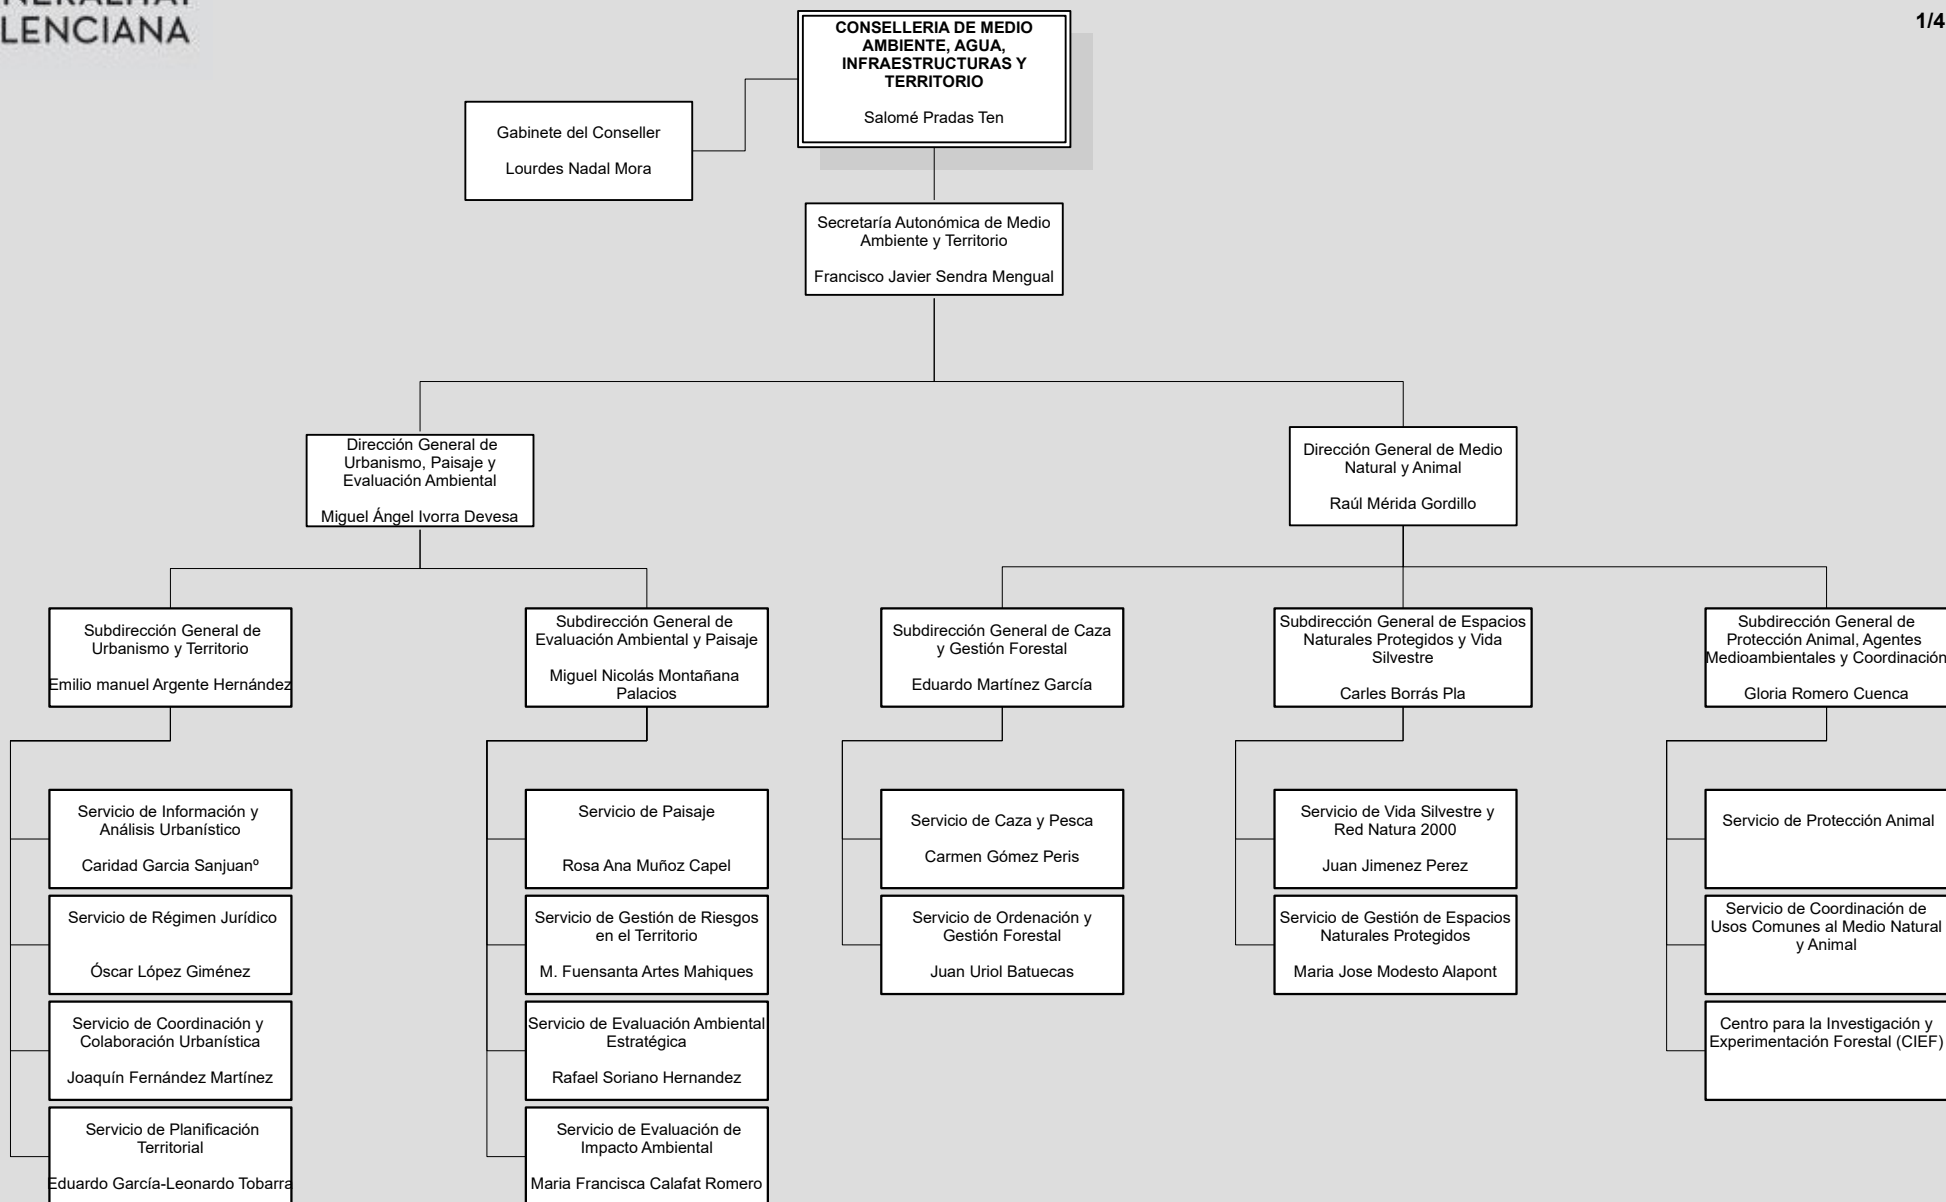 LENCIANA
1/4
CONSELLERIA DE MEDIO
AMBIENTE, AGUA,
INFRAESTRUCTURAS Y
TERRITORIO
Salomé Pradas Ten
Gabinete del Conseller
Lourdes Nadal Mora
Secretaría Autonómica de Medio
Ambiente y Territorio
Francisco Javier Sendra Mengual
Dirección General de
Urbanismo, Paisaje y
Evaluación Ambiental
Miguel Ángel Ivorra Devesa
Dirección General de Medio
Natural y Animal
Raúl Mérida Gordillo
Subdirección General de
Urbanismo y Territorio
Emilio manuel Argente Hernández
Subdirección General de
Evaluación Ambiental y Paisaje
Miguel Nicolás Montañana
Palacios
Subdirección General de Caza
y Gestión Forestal
Eduardo Martínez García
Subdirección General de Espacios
Naturales Protegidos y Vida
Silvestre
Carles Borrás Pla
Subdirección General de
Protección Animal, Agentes
Medioambientales y Coordinación
Gloria Romero Cuenca
Servicio de Información y
Análisis Urbanístico
Caridad Garcia Sanjuanº
Servicio de Régimen Jurídico
Óscar López Giménez
Servicio de Coordinación y
Colaboración Urbanística
Joaquín Fernández Martínez
Servicio de Planificación
Territorial
Eduardo García-Leonardo Tobarra
Servicio de Paisaje
Rosa Ana Muñoz Capel
Servicio de Gestión de Riesgos
en el Territorio
M. Fuensanta Artes Mahiques
Servicio de Evaluación Ambiental
Estratégica
Rafael Soriano Hernandez
Servicio de Evaluación de
Impacto Ambiental
Maria Francisca Calafat Romero
Servicio de Caza y Pesca
Carmen Gómez Peris
Servicio de Ordenación y
Gestión Forestal
Juan Uriol Batuecas
Servicio de Vida Silvestre y
Red Natura 2000
Juan Jimenez Perez
Servicio de Gestión de Espacios
Naturales Protegidos
Maria Jose Modesto Alapont
Servicio de Protección Animal
Servicio de Coordinación de
Usos Comunes al Medio Natural
y Animal
Centro para la Investigación y
Experimentación Forestal (CIEF)